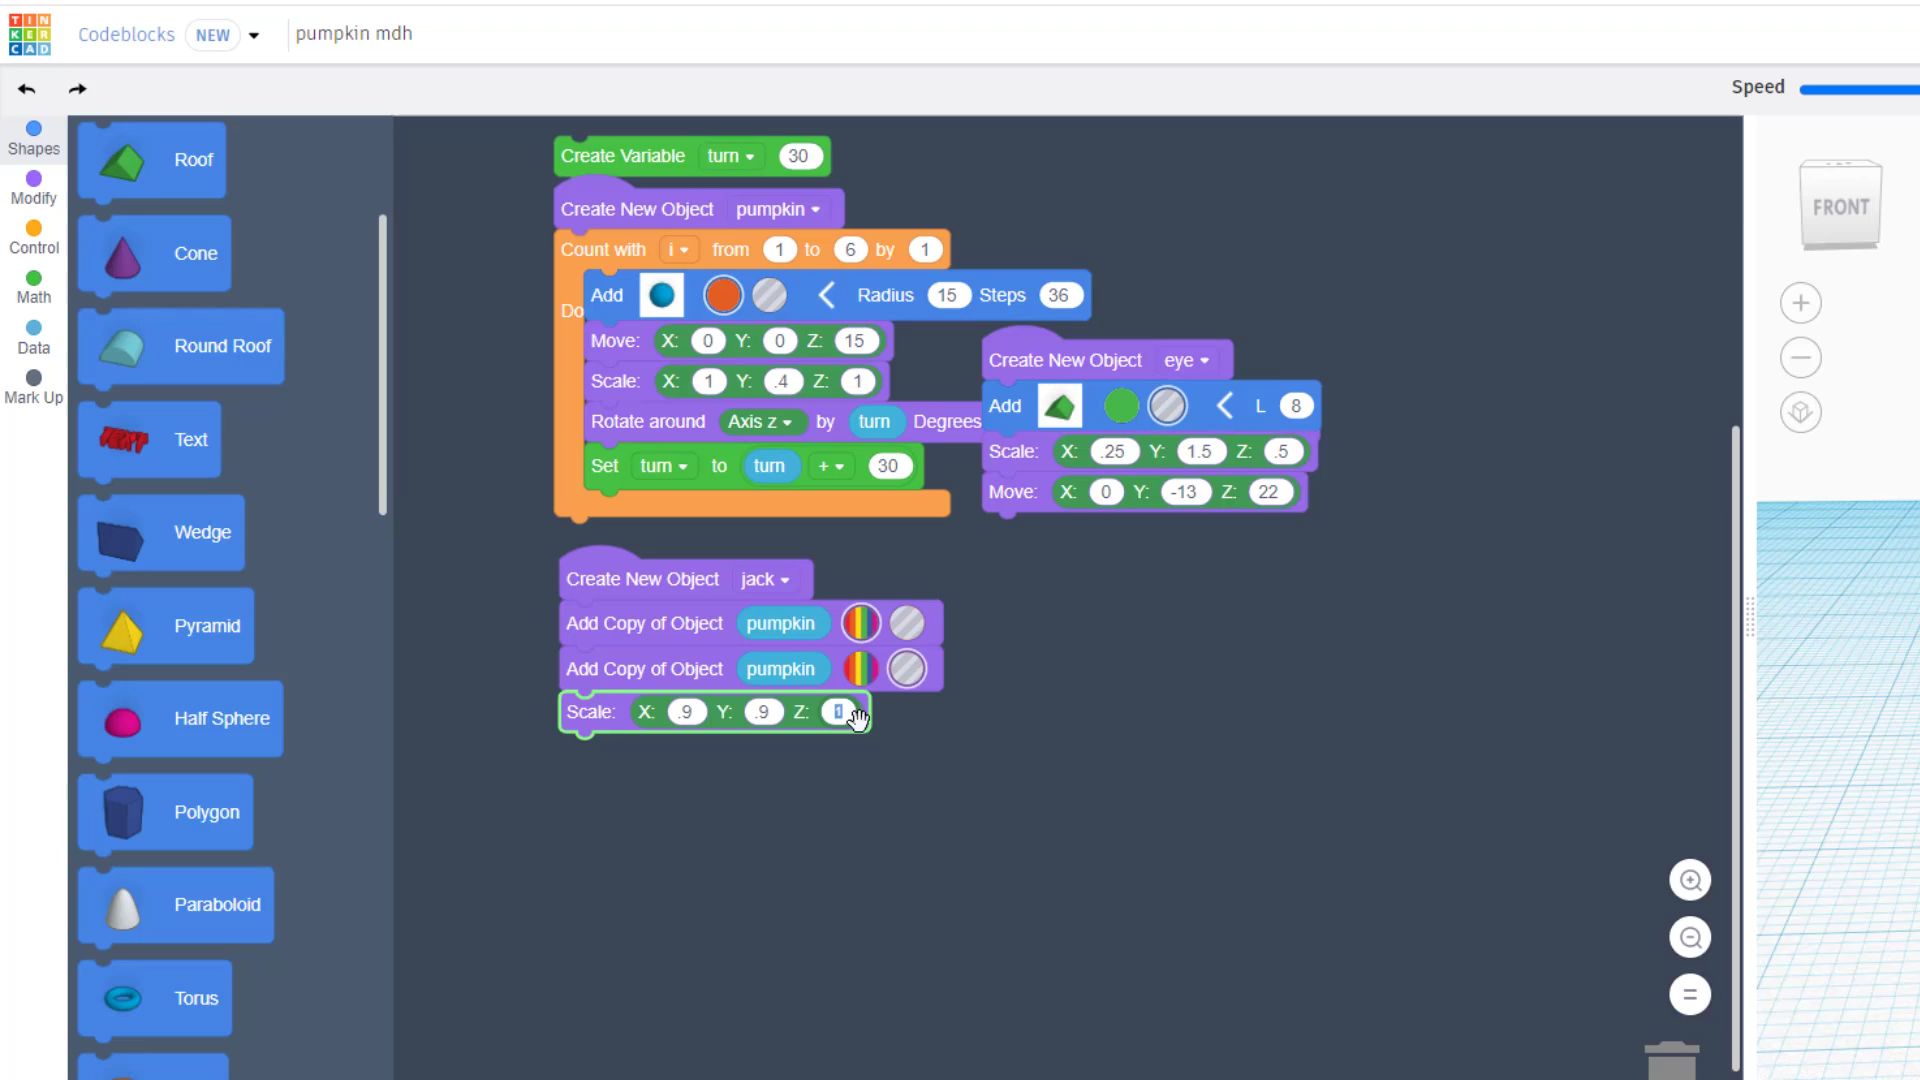 TIN
KER
CAD
Codeblocks NEW pumpkin mdh
Speed
Shapes
Modify
Control
Math
Data
Mark Up
Roof
Cone
Round Roof
Text
Wedge
Pyramid
Half Sphere
Polygon
Paraboloid
Torus
Create Variable turn 30
Create New Object pumpkin
Count with i from 1 to 6 by 1
Do
Add Radius 15 Steps 36
Move: X: 0 Y: 0 Z: 15
Scale: X: 1 Y: .4 Z: 1
Rotate around Axis z by turn Degrees
Set turn to turn + 30
Create New Object eye
Add L 8
Scale: X: .25 Y: 1.5 Z: .5
Move: X: 0 Y: -13 Z: 22
Create New Object jack
Add Copy of Object pumpkin
Add Copy of Object pumpkin
Scale: X: .9 Y: .9 Z: 1
FRONT